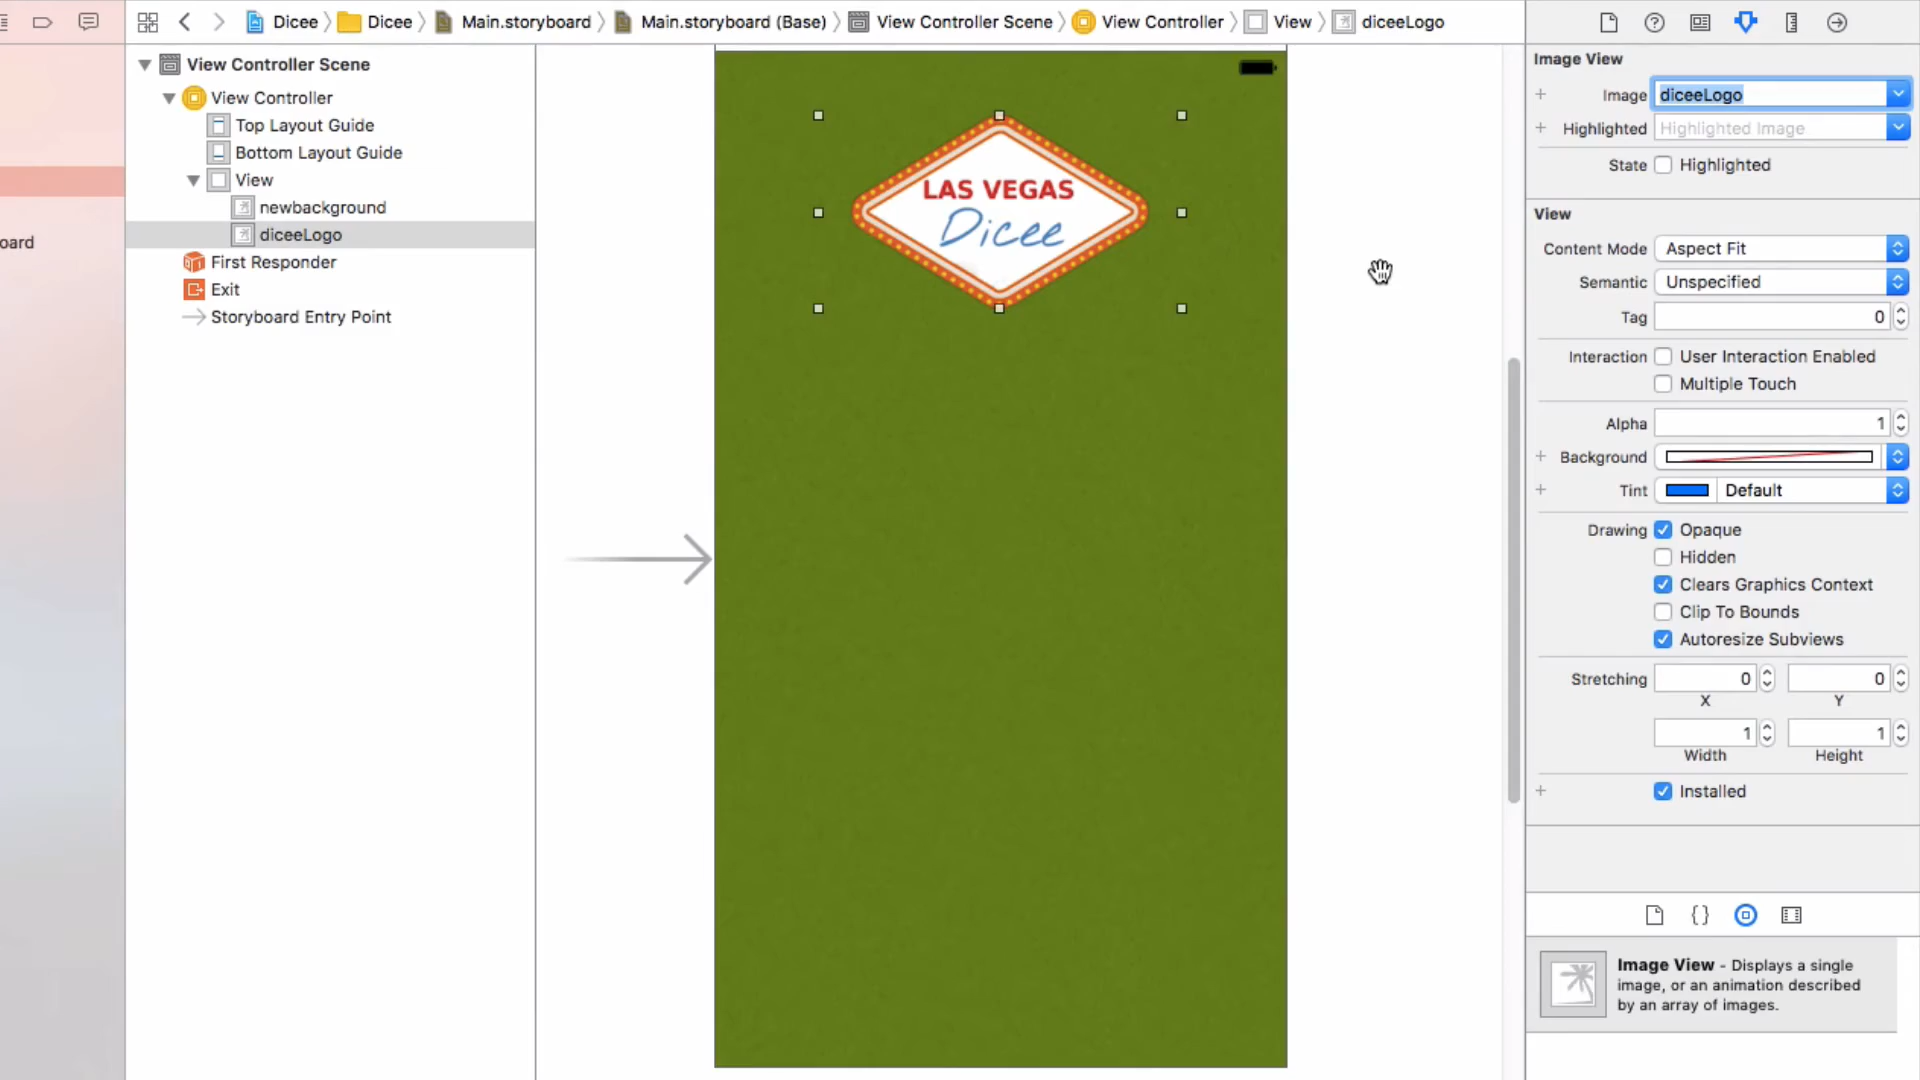 Dicee
Dicee
Main.storyboard
Main.storyboard (Base)
View Controller Scene
View Controller
View
diceeLogo
oard
View Controller Scene
View Controller
Top Layout Guide
Bottom Layout Guide
View
newbackground
diceeLogo
First Responder
Exit
Storyboard Entry Point
LAS VEGAS
Dicee
Image View
Image diceeLogo
Highlighted Highlighted Image
State Highlighted
View
Content Mode Aspect Fit
Semantic Unspecified
Tag 0
Interaction User Interaction Enabled
Multiple Touch
Alpha 1
Background
Tint Default
Drawing Opaque
Hidden
Clears Graphics Context
Clip To Bounds
Autoresize Subviews
Stretching 0 0
X Y
1 1
Width Height
Installed
Image View - Displays a single
image, or an animation described
by an array of images.